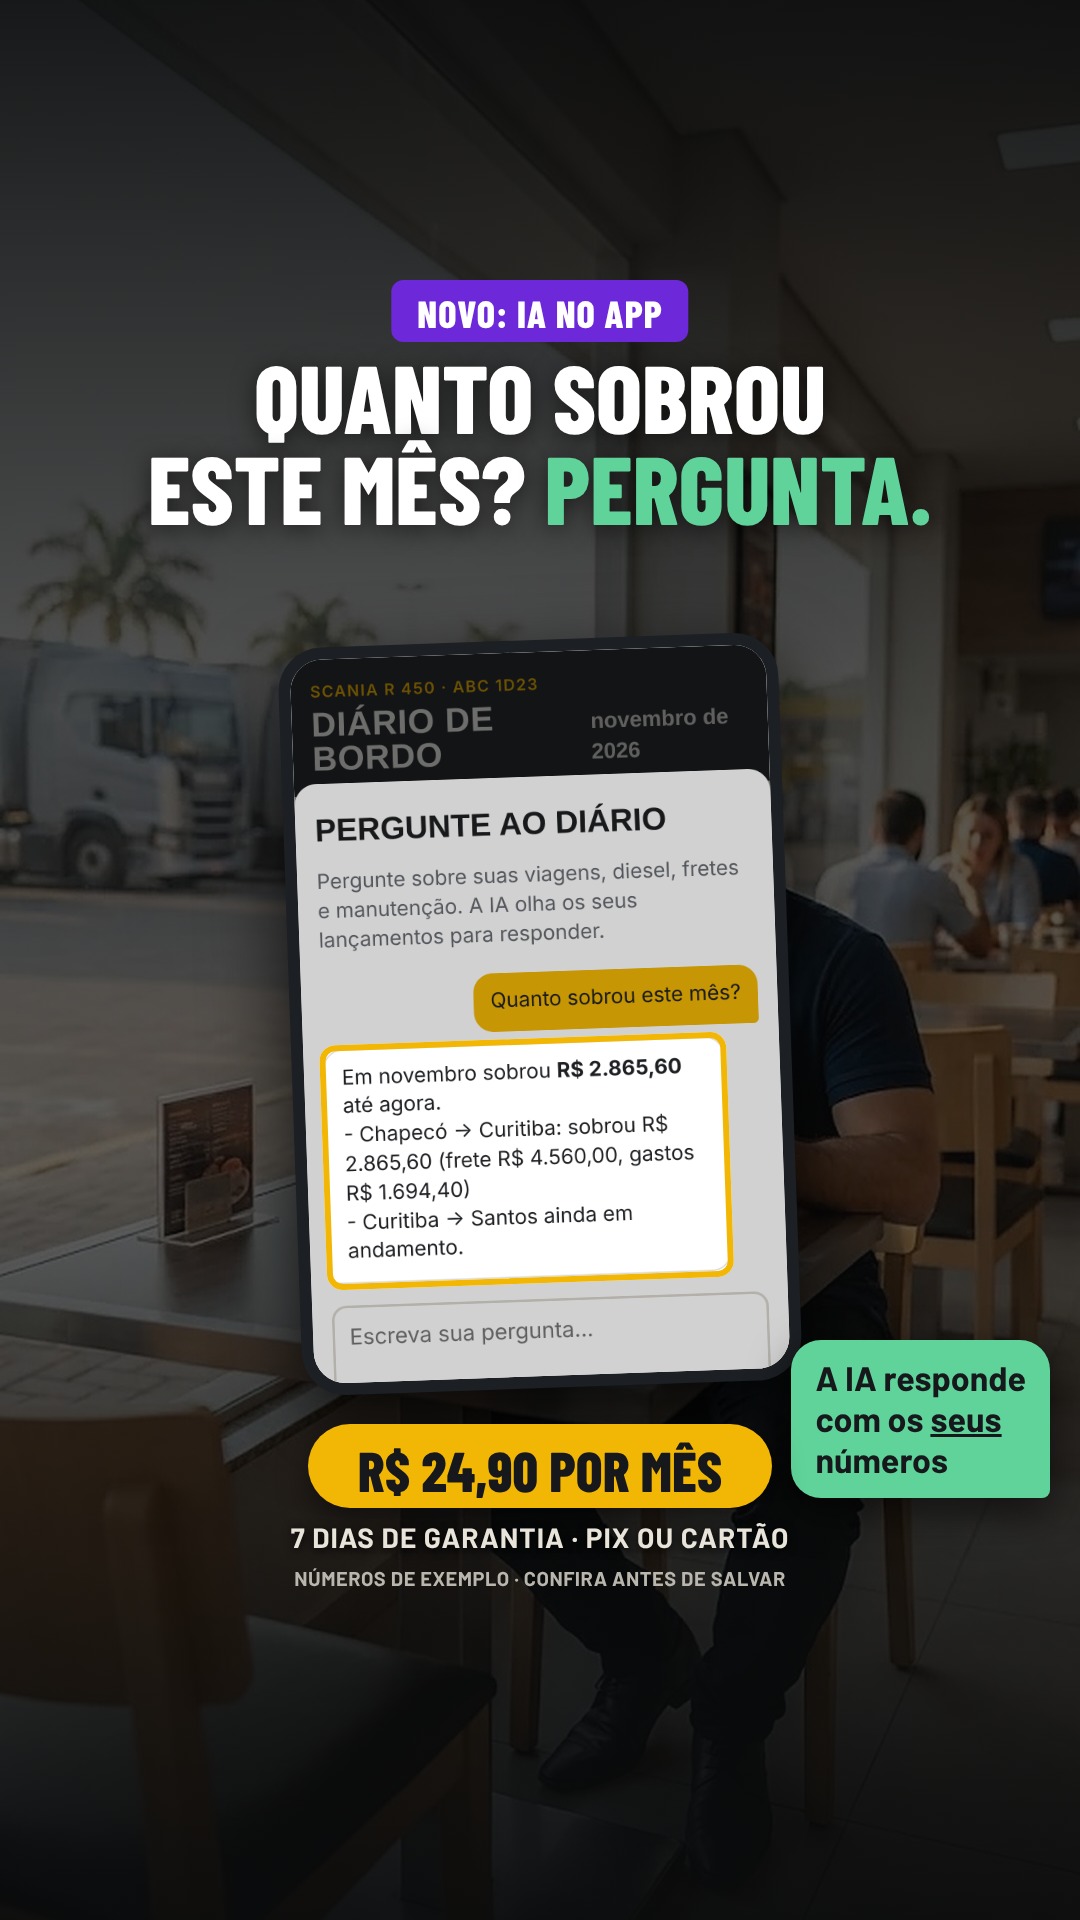 NOVO: IA NO APP
QUANTO SOBROU
ESTE MÊS? PERGUNTA.
SCANIA R 450 · ABC 1D23
DIÁRIO DE
BORDO
novembro de
2026
PERGUNTE AO DIÁRIO
Pergunte sobre suas viagens, diesel, fretes
e manutenção. A IA olha os seus
lançamentos para responder.
Quanto sobrou este mês?
Em novembro sobrou R$ 2.865,60
até agora.
- Chapecó → Curitiba: sobrou R$
2.865,60 (frete R$ 4.560,00, gastos
R$ 1.694,40)
- Curitiba → Santos ainda em
andamento.
Escreva sua pergunta...
A IA responde
com os seus
números
R$ 24,90 POR MÊS
7 DIAS DE GARANTIA · PIX OU CARTÃO
NÚMEROS DE EXEMPLO · CONFIRA ANTES DE SALVAR